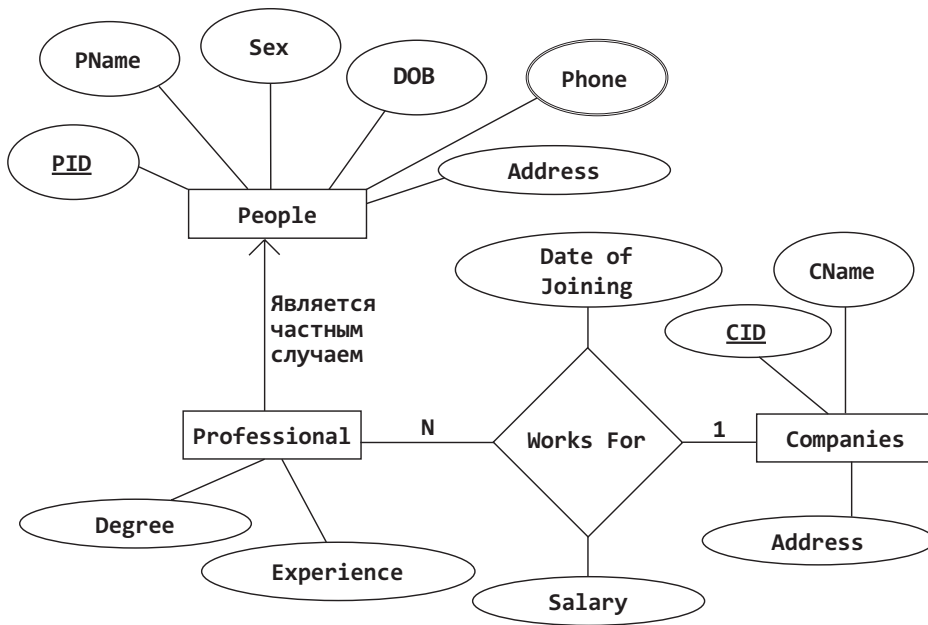 Sex
PName
DOB
Phone
PID
Address
People
Date of
Joining
CName
CID
Является
частным
случаем
Professional
N
Works For
1
Companies
Degree
Experience
Address
Salary